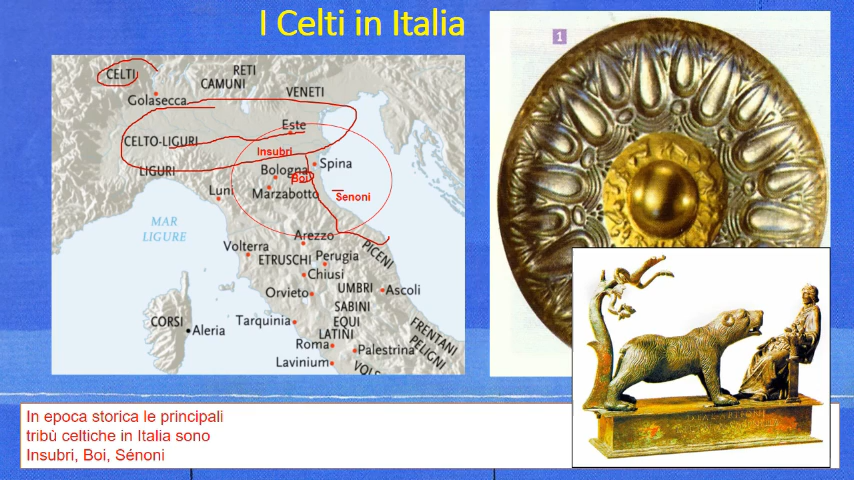 I Celti in Italia
1
CELTI
RETI
CAMUNI
VENETI
Golasecca
Este
CELTO-LIGURI
Insubri
LIGURI
Spina
Bologna
Boi
Luni
Marzabotto
Sénoni
MAR
LIGURE
Arezzo
PICENI
Volterra
ETRUSCHI
Perugia
Chiusi
Orvieto
UMBRI
Ascoli
SABINI
CORSI
Aleria
Tarquinia
EQUI
LATINI
FRENTANI
PELIGNI
Roma
Palestrina
Lavinium
VOLS
In epoca storica le principali
tribù celtiche in Italia sono
Insubri, Boi, Sénoni